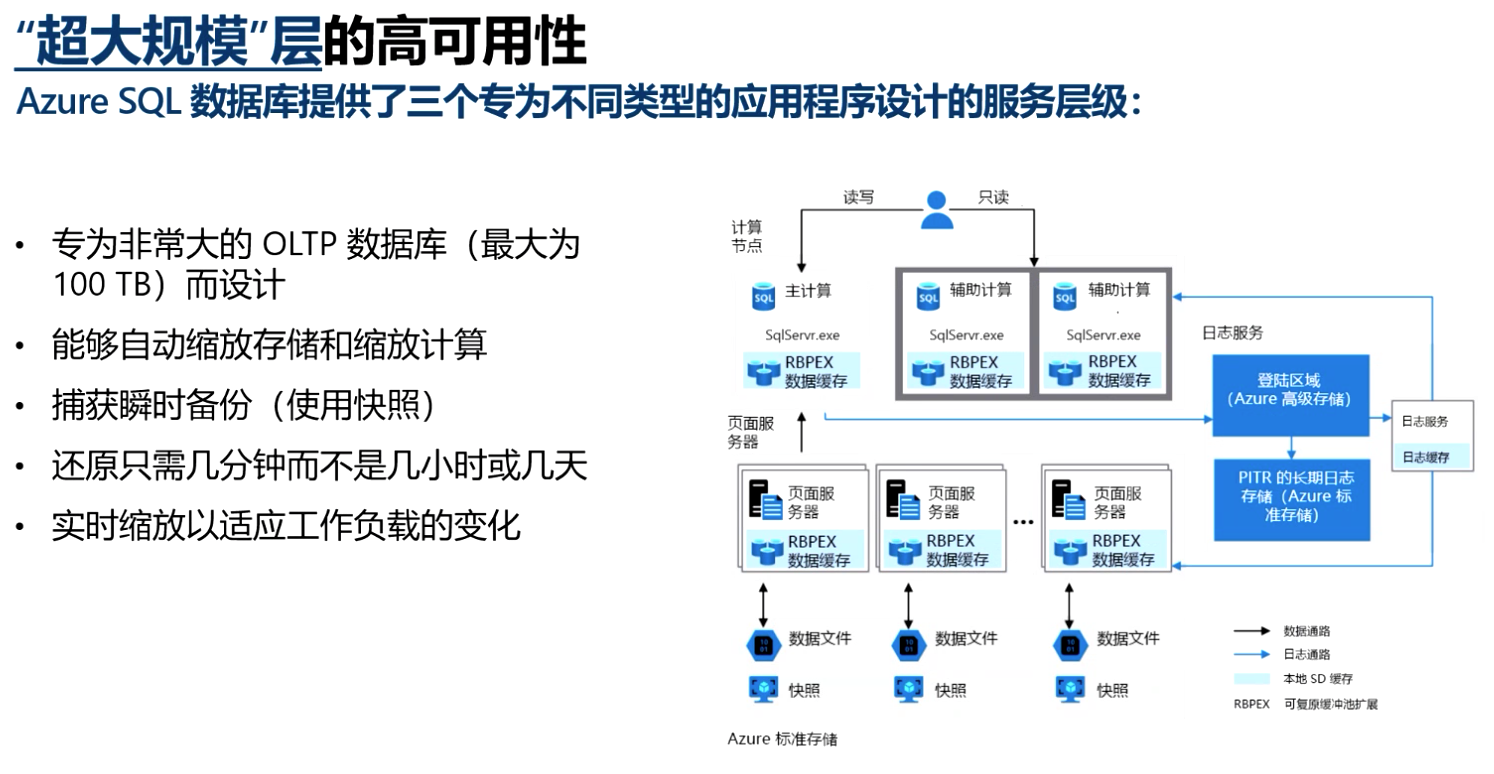 “超大规模”层的高可用性
Azure SQL 数据库提供了三个专为不同类型的应用程序设计的服务层级：
• 专为非常大的 OLTP 数据库（最大为
100 TB）而设计
• 能够自动缩放存储和缩放计算
• 捕获瞬时备份（使用快照）
• 还原只需几分钟而不是几小时或几天
• 实时缩放以适应工作负载的变化
读写
只读
计算
节点
SQL
主计算
SqlServr.exe
RBPEX
数据缓存
SQL
辅助计算
SqlServr.exe
RBPEX
数据缓存
SQL
辅助计算
SqlServr.exe
RBPEX
数据缓存
日志服务
登陆区域
（Azure 高级存储）
PITR 的长期日志
存储（Azure 标
准存储）
日志服务
日志缓存
页面服
务器
页面服
务器
RBPEX
数据缓存
页面服
务器
RBPEX
数据缓存
...
页面服
务器
RBPEX
数据缓存
10
01
数据文件
10
01
数据文件
10
01
数据文件
快照
快照
快照
Azure 标准存储
数据通路
日志通路
本地 SD 缓存
RBPEX 可复原缓冲池扩展